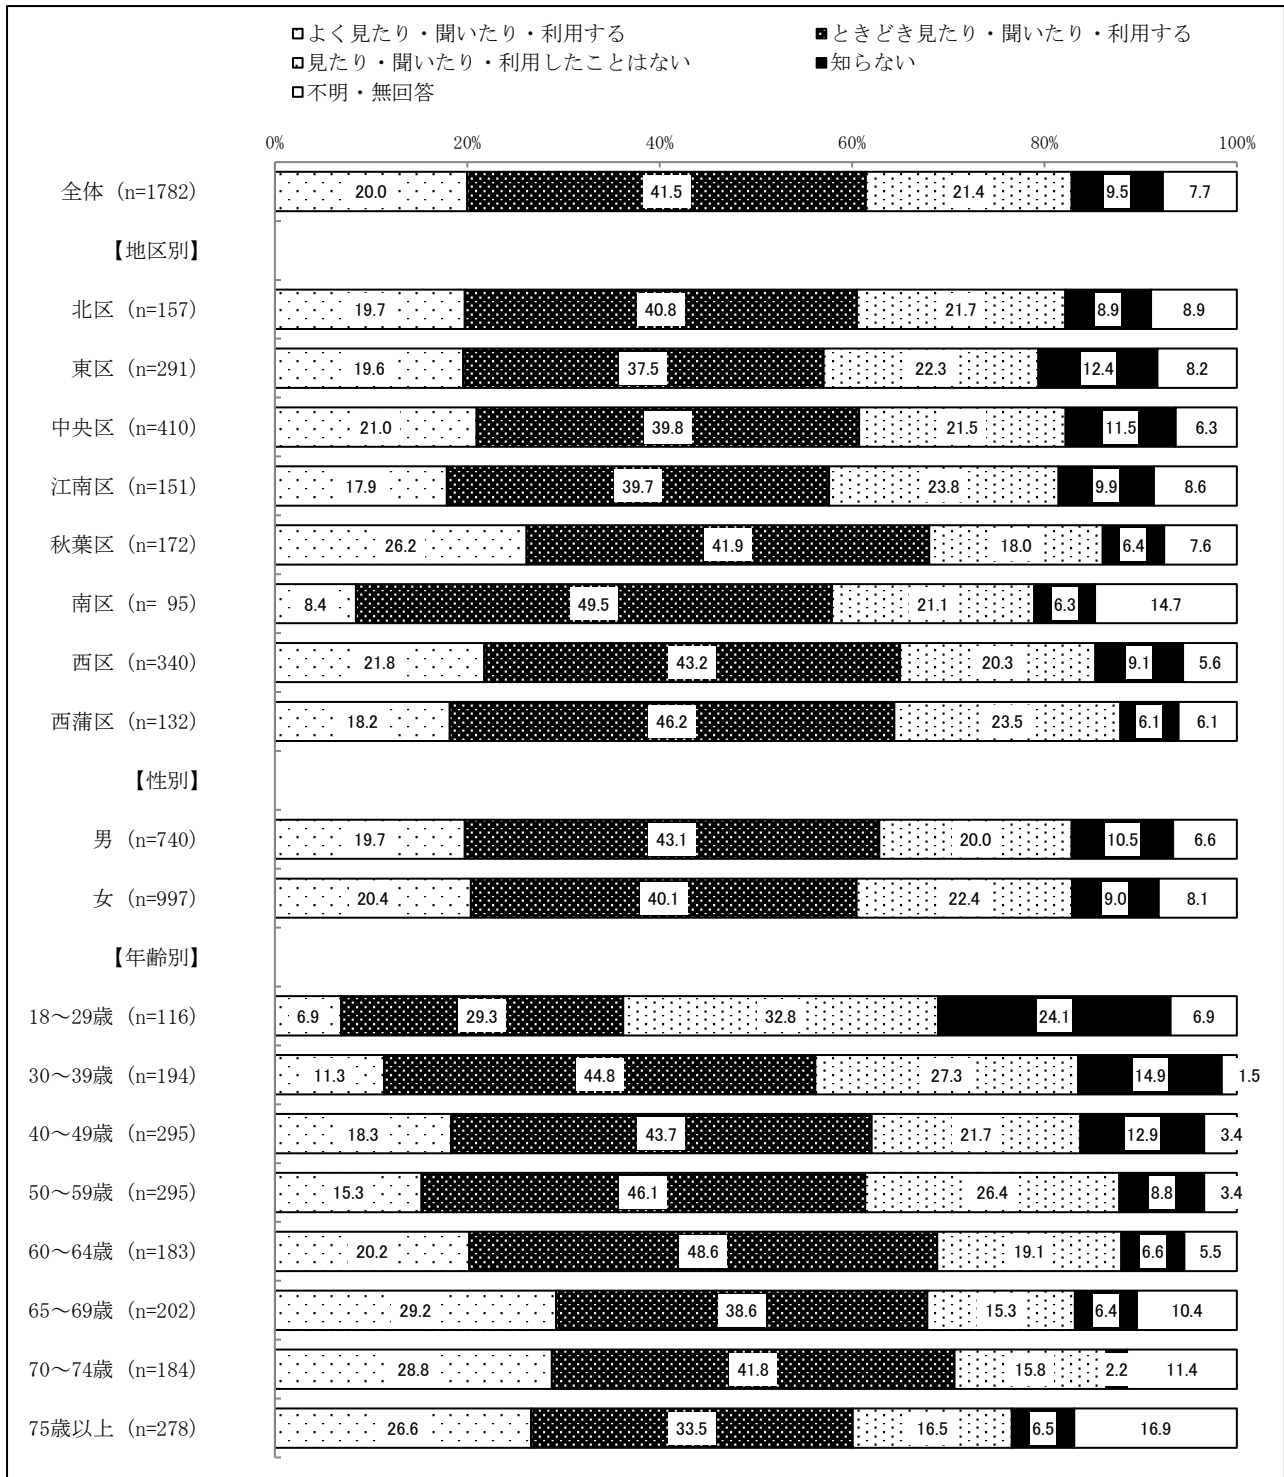 よく見たり・聞いたり・利用する ときどき見たり・聞いたり・利用する
見たり・聞いたり・利用したことはない 知らない
不明・無回答
0% 20% 40% 60% 80% 100%
全体 (n=1782) 20.0 41.5 21.4 9.5 7.7
【地区別】
北区 (n=157) 19.7 40.8 21.7 8.9 8.9
東区 (n=291) 19.6 37.5 22.3 12.4 8.2
中央区 (n=410) 21.0 39.8 21.5 11.5 6.3
江南区 (n=151) 17.9 39.7 23.8 9.9 8.6
秋葉区 (n=172) 26.2 41.9 18.0 6.4 7.6
南区 (n= 95) 8.4 49.5 21.1 6.3 14.7
西区 (n=340) 21.8 43.2 20.3 9.1 5.6
西蒲区 (n=132) 18.2 46.2 23.5 6.1 6.1
【性別】
男 (n=740) 19.7 43.1 20.0 10.5 6.6
女 (n=997) 20.4 40.1 22.4 9.0 8.1
【年齢別】
18～29歳 (n=116) 6.9 29.3 32.8 24.1 6.9
30～39歳 (n=194) 11.3 44.8 27.3 14.9 1.5
40～49歳 (n=295) 18.3 43.7 21.7 12.9 3.4
50～59歳 (n=295) 15.3 46.1 26.4 8.8 3.4
60～64歳 (n=183) 20.2 48.6 19.1 6.6 5.5
65～69歳 (n=202) 29.2 38.6 15.3 6.4 10.4
70～74歳 (n=184) 28.8 41.8 15.8 2.2 11.4
75歳以上 (n=278) 26.6 33.5 16.5 6.5 16.9